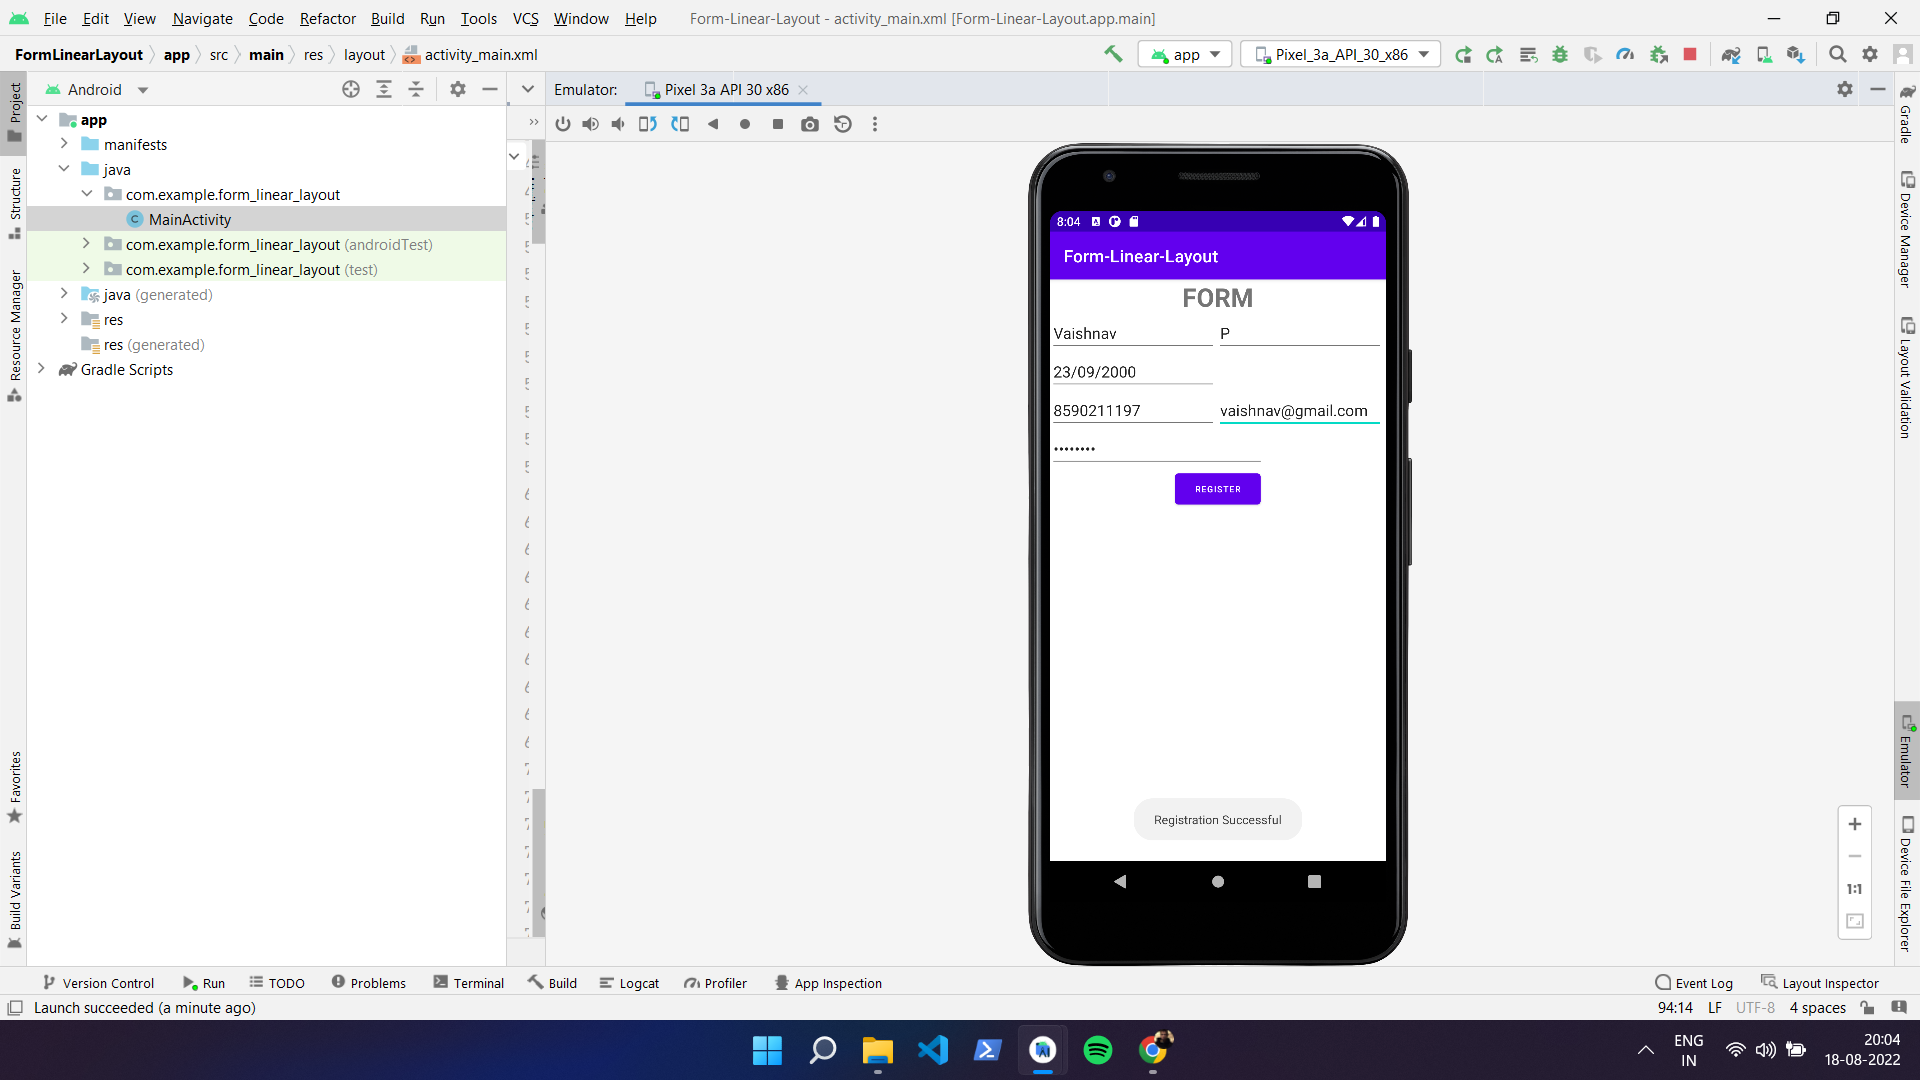 File Edit View Navigate Code Refactor Build Run Tools VCS Window Help Form-Linear-Layout - activity_main.xml [Form-Linear-Layout.app.main]
FormLinearLayout app src main res layout activity_main.xml app Pixel_3a_API_30_x86
Project
Structure
Resource Manager
Favorites
Build Variants
Android
app
manifests
java
com.example.form_linear_layout
MainActivity
com.example.form_linear_layout (androidTest)
com.example.form_linear_layout (test)
java (generated)
res
res (generated)
Gradle Scripts
Emulator: Pixel 3a API 30 x86
8:04
Form-Linear-Layout
FORM
Vaishnav P
23/09/2000
8590211197 vaishnav@gmail.com
••••••••
REGISTER
Registration Successful
1:1
Gradle
Device Manager
Layout Validation
Emulator
Device File Explorer
Version Control Run TODO Problems Terminal Build Logcat Profiler App Inspection Event Log Layout Inspector
Launch succeeded (a minute ago) 94:14 LF UTF-8 4 spaces
ENG
IN
20:04
18-08-2022